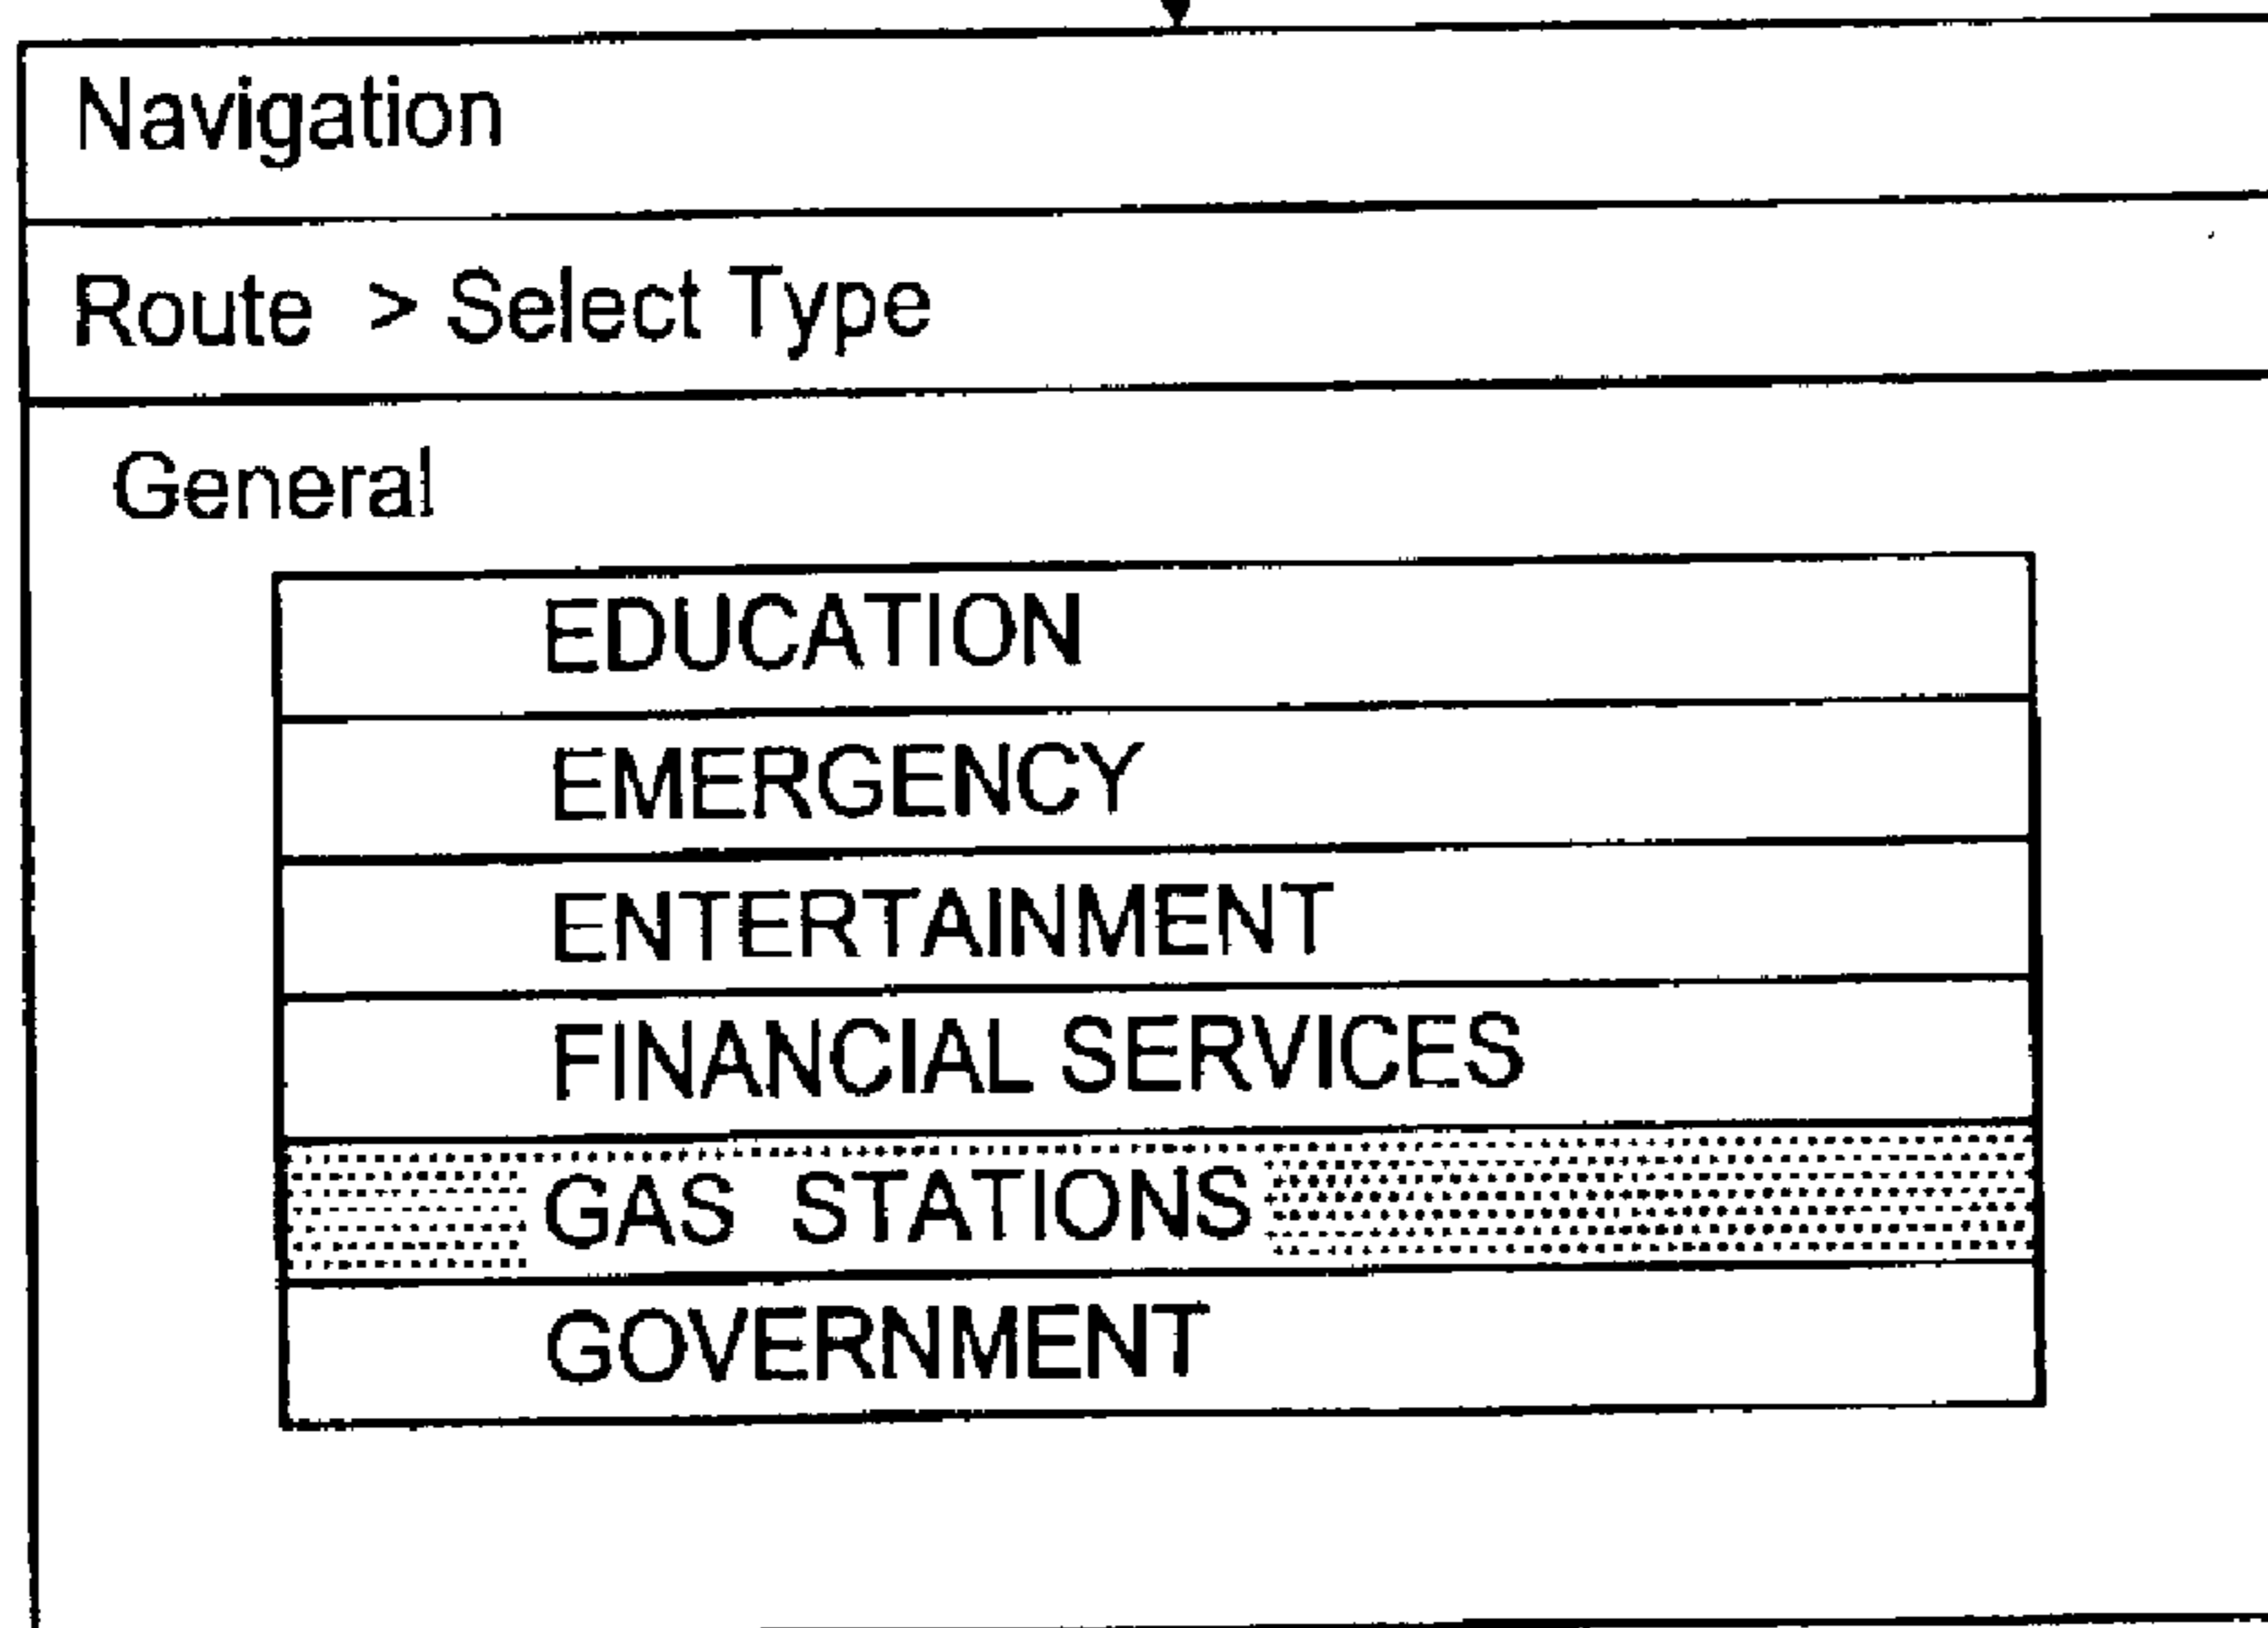 Navigation
Route > Select Type
General
EDUCATION
EMERGENCY
ENTERTAINMENT
FINANCIAL SERVICES
GAS STATIONS
GOVERNMENT